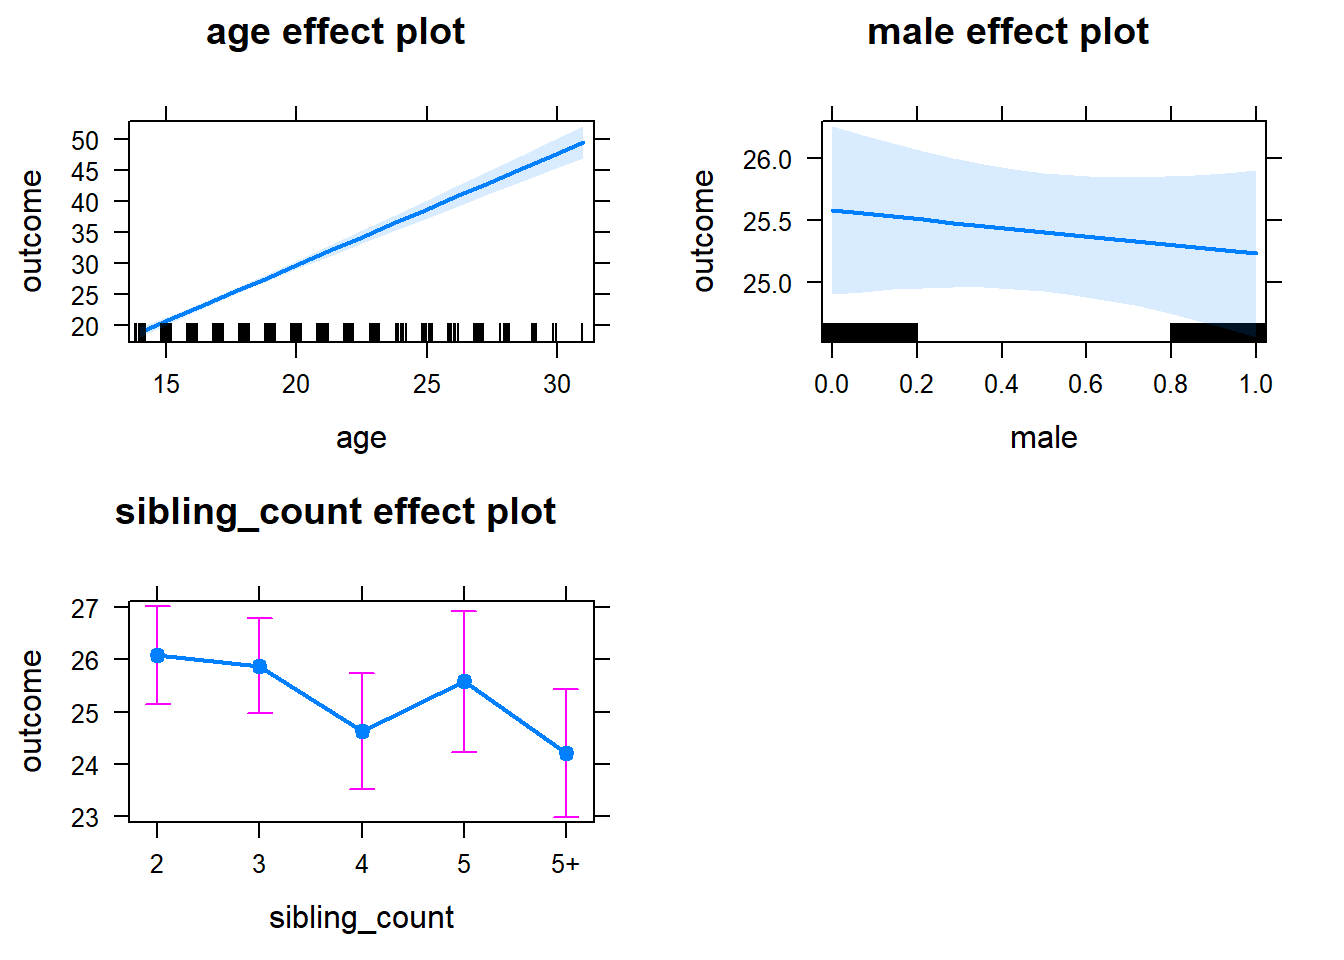 age effect plot
outcome
50
45
40
35
30
25
20
15 20 25 30
age
male effect plot
outcome
26.0
25.5
25.0
0.0 0.2 0.4 0.6 0.8 1.0
male
sibling_count effect plot
outcome
27
26
25
24
23
2 3 4 5 5+
sibling_count